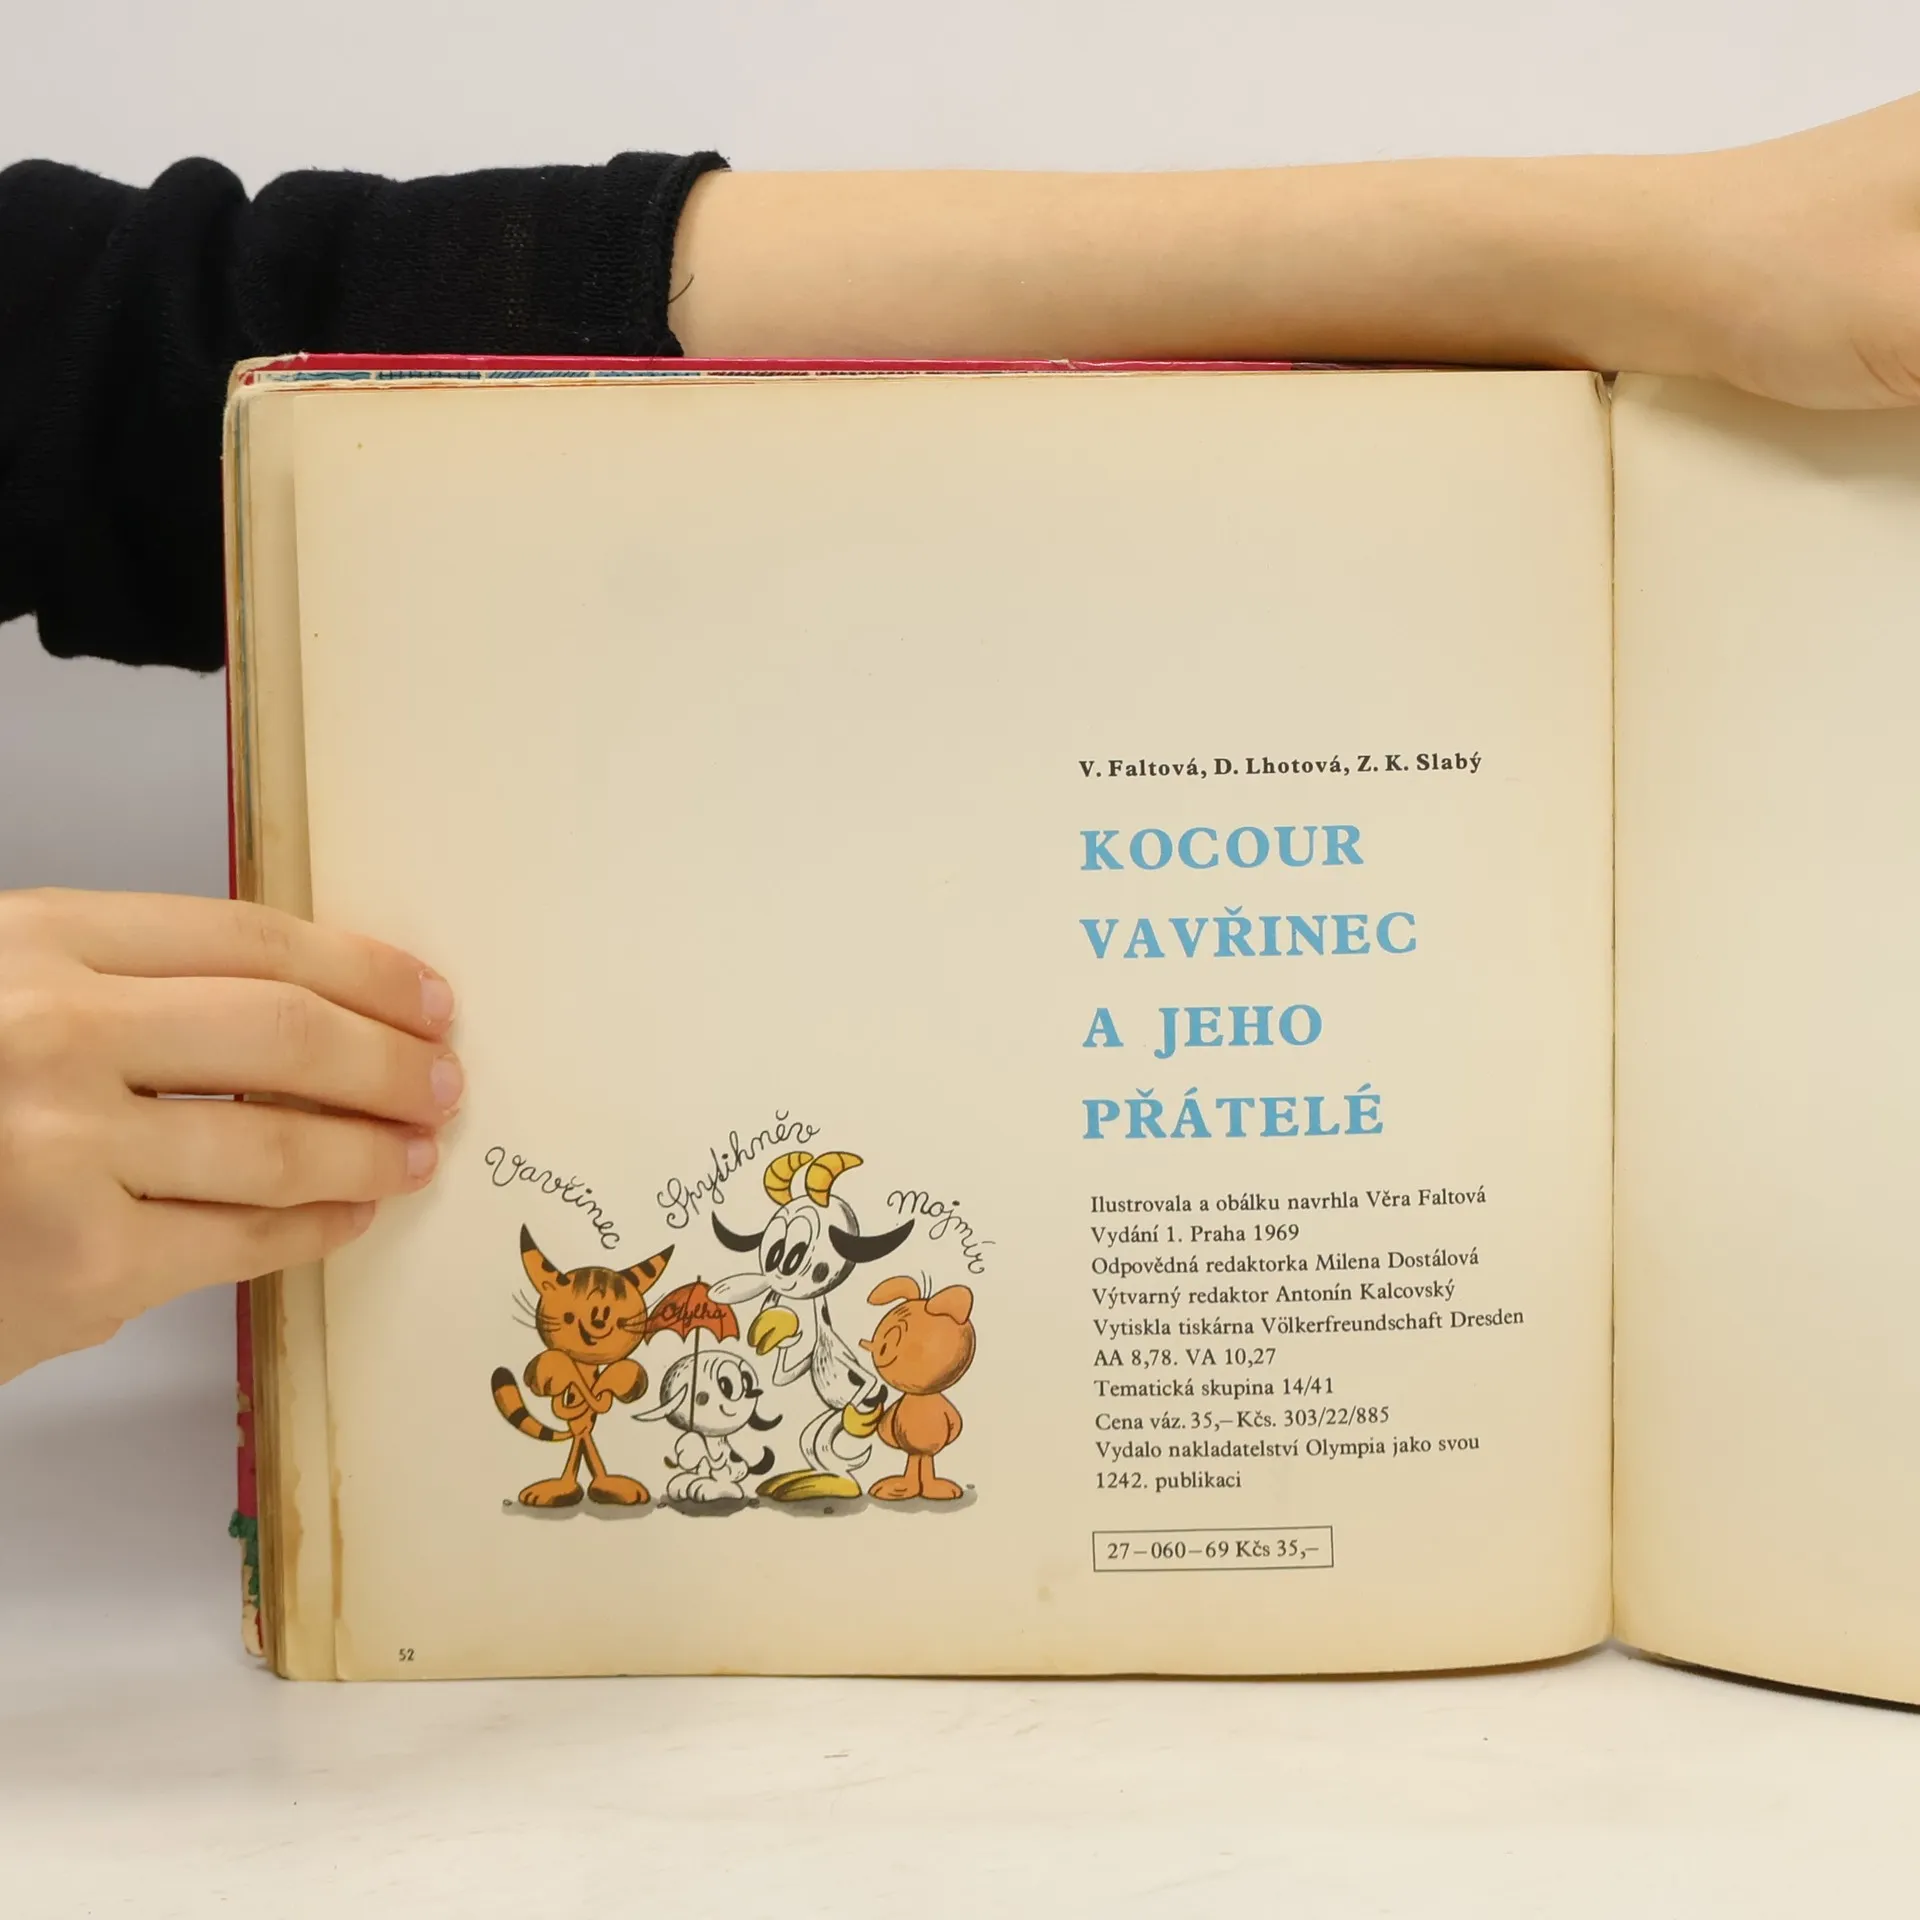 V. Faltová, D. Lhotová, Z. K. Slabý
KOCOUR
VAVŘINEC
A JEHO
PŘÁTELÉ
Vavřinec
Spytihněv
Mojmír
Otylka
Ilustrovala a obálku navrhla Věra Faltová
Vydání 1. Praha 1969
Odpovědná redaktorka Milena Dostálová
Výtvarný redaktor Antonín Kalcovský
Vytiskla tiskárna Völkerfreundschaft Dresden
AA 8,78. VA 10,27
Tematická skupina 14/41
Cena váz. 35,– Kčs. 303/22/885
Vydalo nakladatelství Olympia jako svou
1242. publikaci
27–060–69 Kčs 35,–
52